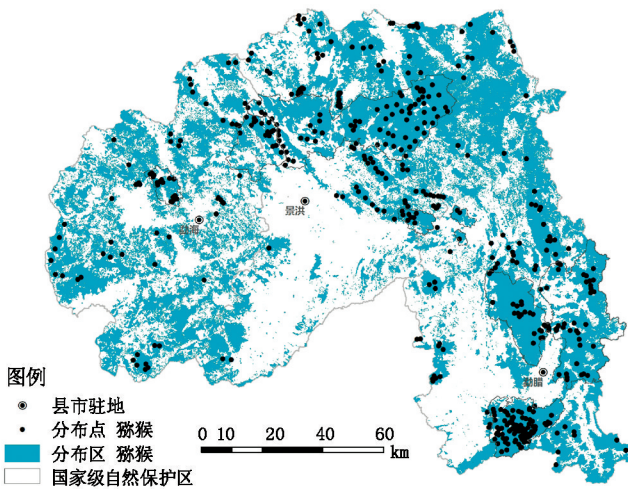 景洪
勐海
勐腊
图例
县市驻地
分布点 猕猴
分布区 猕猴
国家级自然保护区
0 10 20 40 60
km